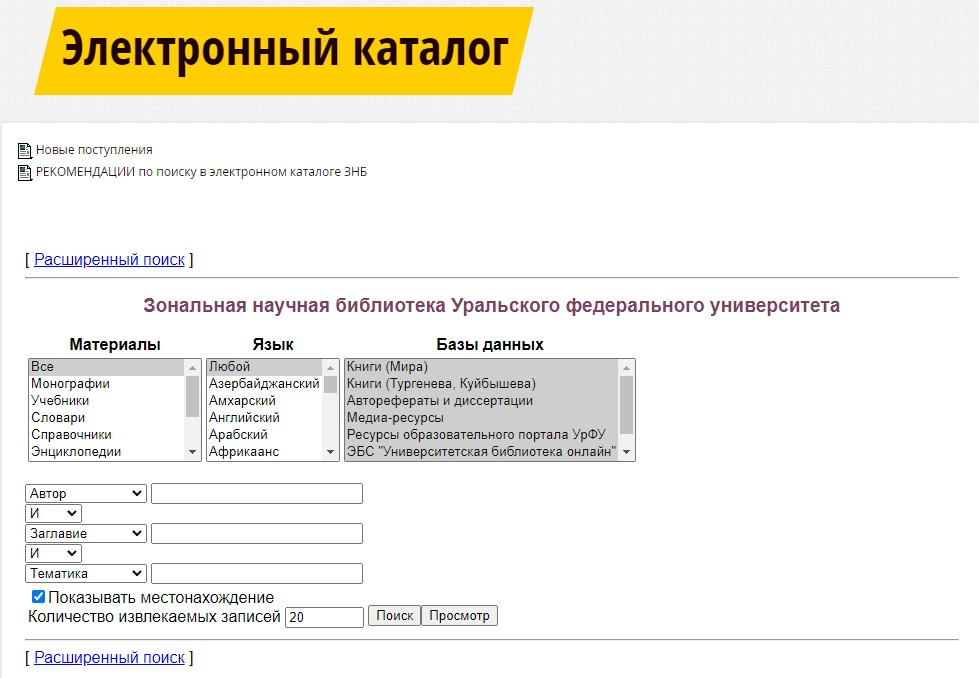 Электронный каталог
Новые поступления
РЕКОМЕНДАЦИИ по поиску в электронном каталоге ЗНБ
[ Расширенный поиск ]
Зональная научная библиотека Уральского федерального университета
Материалы Язык Базы данных
Все Любой Книги (Мира)
Монографии Азербайджанский Книги (Тургенева, Куйбышева)
Учебники Амхарский Авторефераты и диссертации
Словари Английский Медиа-ресурсы
Справочники Арабский Ресурсы образовательного портала УрФУ
Энциклопедии Африкаанс ЭБС "Университетская библиотека онлайн"
Автор
И
Заглавие
И
Тематика
Показывать местонахождение
Количество извлекаемых записей 20 Поиск Просмотр
[ Расширенный поиск ]